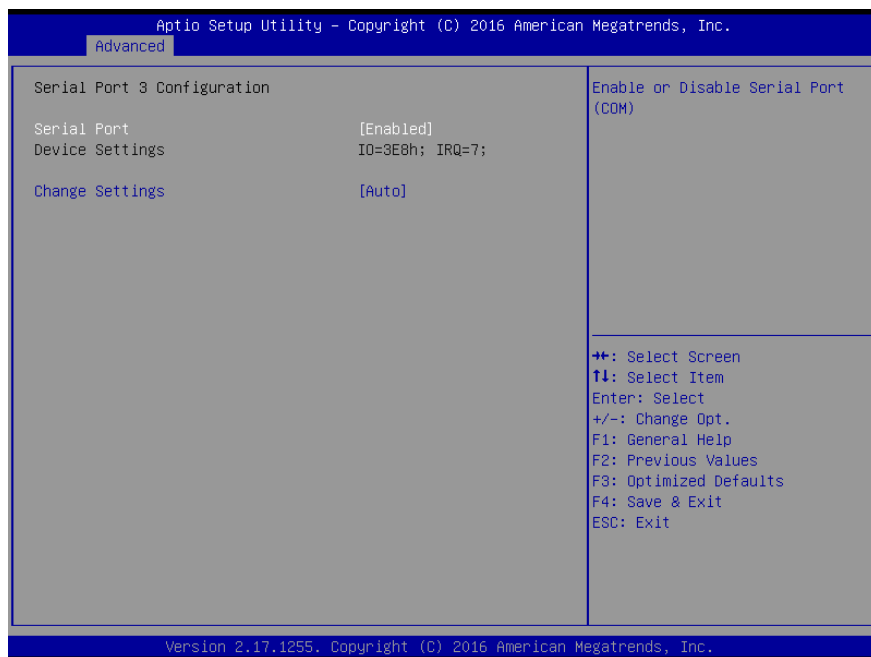 Aptio Setup Utility – Copyright (C) 2016 American Megatrends, Inc.
Advanced
Serial Port 3 Configuration
Serial Port [Enabled]
Device Settings IO=3E8h; IRQ=7;
Change Settings [Auto]
Enable or Disable Serial Port
(COM)
→←: Select Screen
↑↓: Select Item
Enter: Select
+/-: Change Opt.
F1: General Help
F2: Previous Values
F3: Optimized Defaults
F4: Save & Exit
ESC: Exit
Version 2.17.1255. Copyright (C) 2016 American Megatrends, Inc.